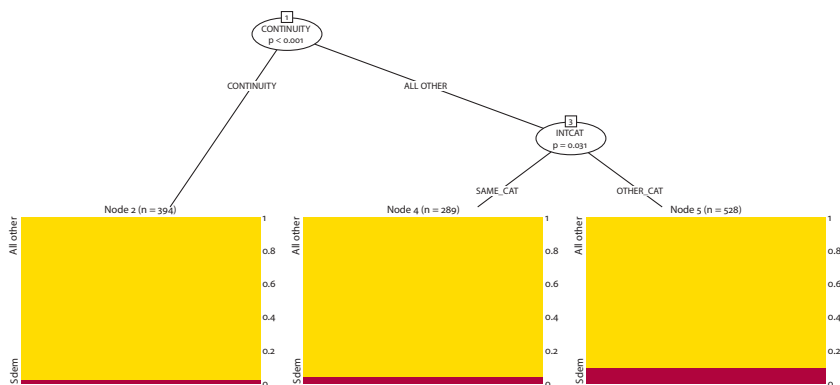 1
CONTINUITY
p < 0.001
CONTINUITY
ALL OTHER
3
INTCAT
p = 0.031
SAME_CAT
OTHER_CAT
Node 2 (n = 394)
All other
Sdem
1
0.8
0.6
0.4
0.2
0
Node 4 (n = 289)
All other
Sdem
1
0.8
0.6
0.4
0.2
0
Node 5 (n = 528)
All other
Sdem
1
0.8
0.6
0.4
0.2
0